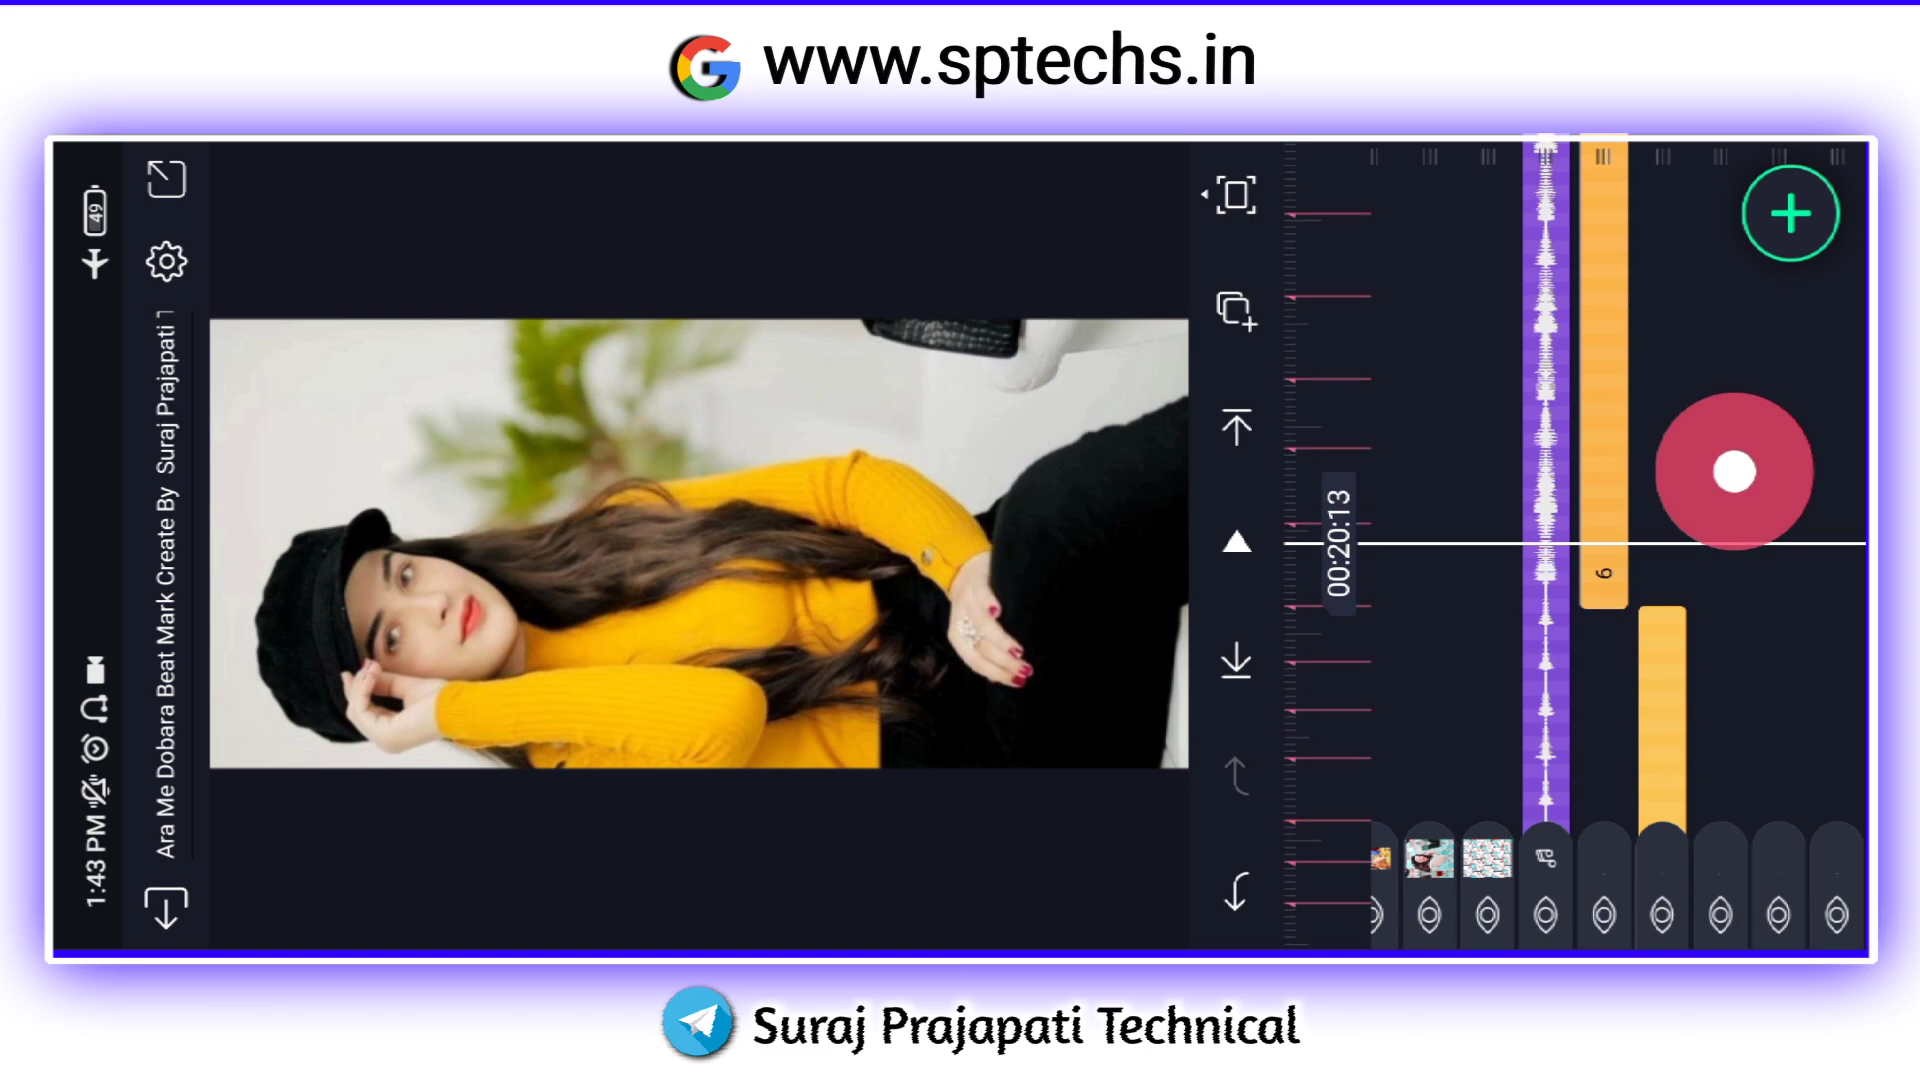 www.sptechs.in
49
1:43 PM
Ara Me Dobara Beat Mark Create By Suraj Prajapati
00:20:13
6
Suraj Prajapati Technical